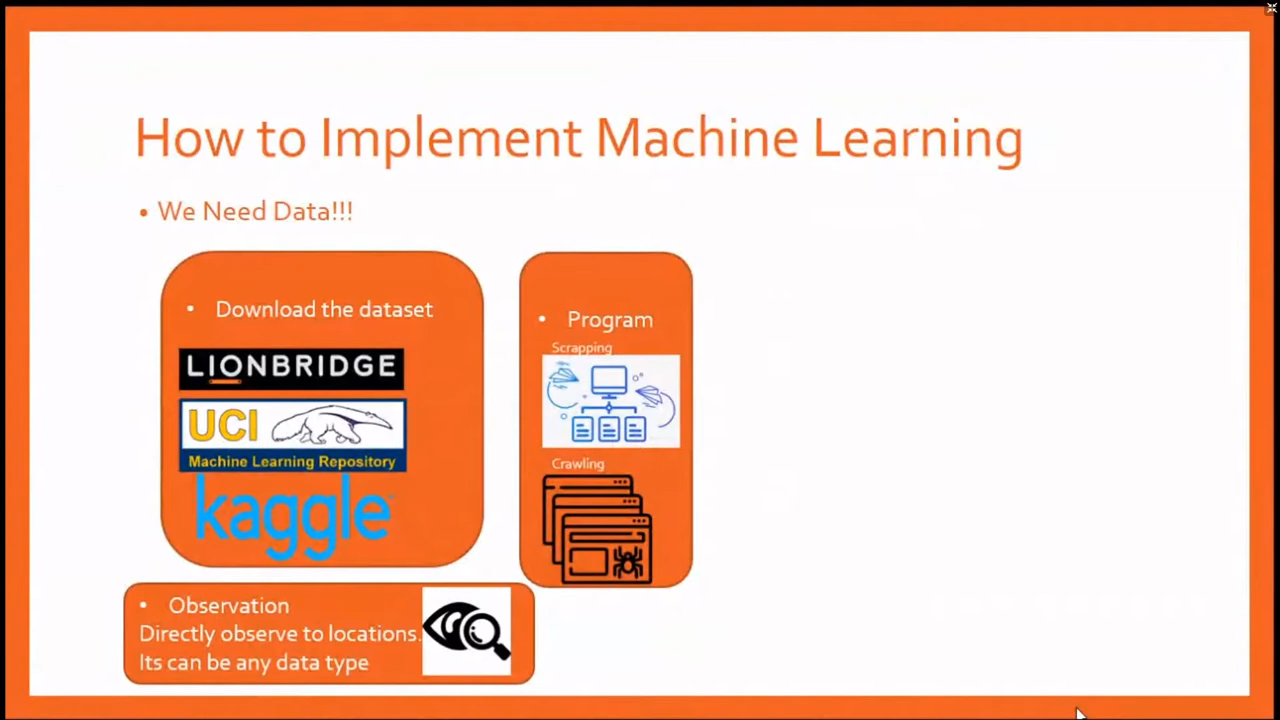 How to Implement Machine Learning
• We Need Data!!!
• Download the dataset
LIONBRIDGE
UCI
Machine Learning Repository
kaggle
• Program
Scrapping
Crawling
• Observation
Directly observe to locations.
Its can be any data type